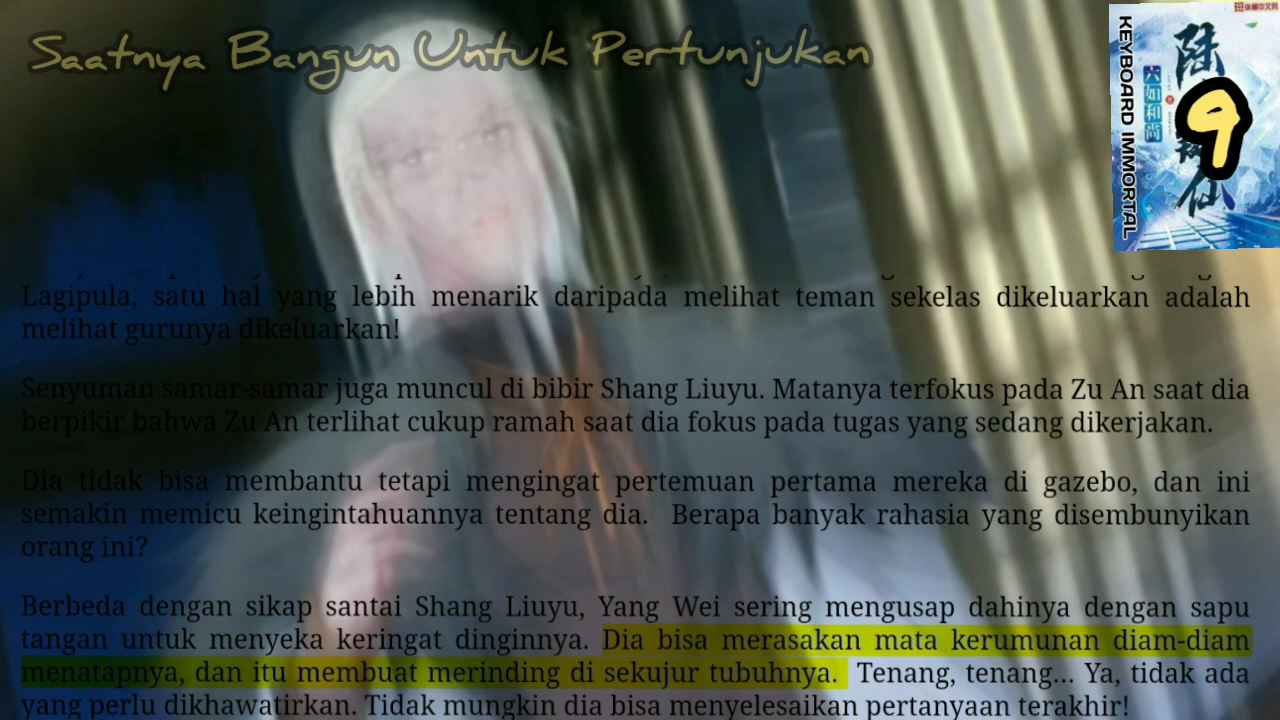 Saatnya Bangun Untuk Pertunjukan
KEYBOARD IMMORTAL
陆
仙
六如和尚
9
Lagipula, satu hal yang lebih menarik daripada melihat teman sekelas dikeluarkan adalah
melihat gurunya dikeluarkan!
Senyuman samar-samar juga muncul di bibir Shang Liuyu. Matanya terfokus pada Zu An saat dia
berpikir bahwa Zu An terlihat cukup ramah saat dia fokus pada tugas yang sedang dikerjakan.
Dia tidak bisa membantu tetapi mengingat pertemuan pertama mereka di gazebo, dan ini
semakin memicu keingintahuannya tentang dia. Berapa banyak rahasia yang disembunyikan
orang ini?
Berbeda dengan sikap santai Shang Liuyu, Yang Wei sering mengusap dahinya dengan sapu
tangan untuk menyeka keringat dinginnya. Dia bisa merasakan mata kerumunan diam-diam
menatapnya, dan itu membuat merinding di sekujur tubuhnya. Tenang, tenang... Ya, tidak ada
yang perlu dikhawatirkan. Tidak mungkin dia bisa menyelesaikan pertanyaan terakhir!